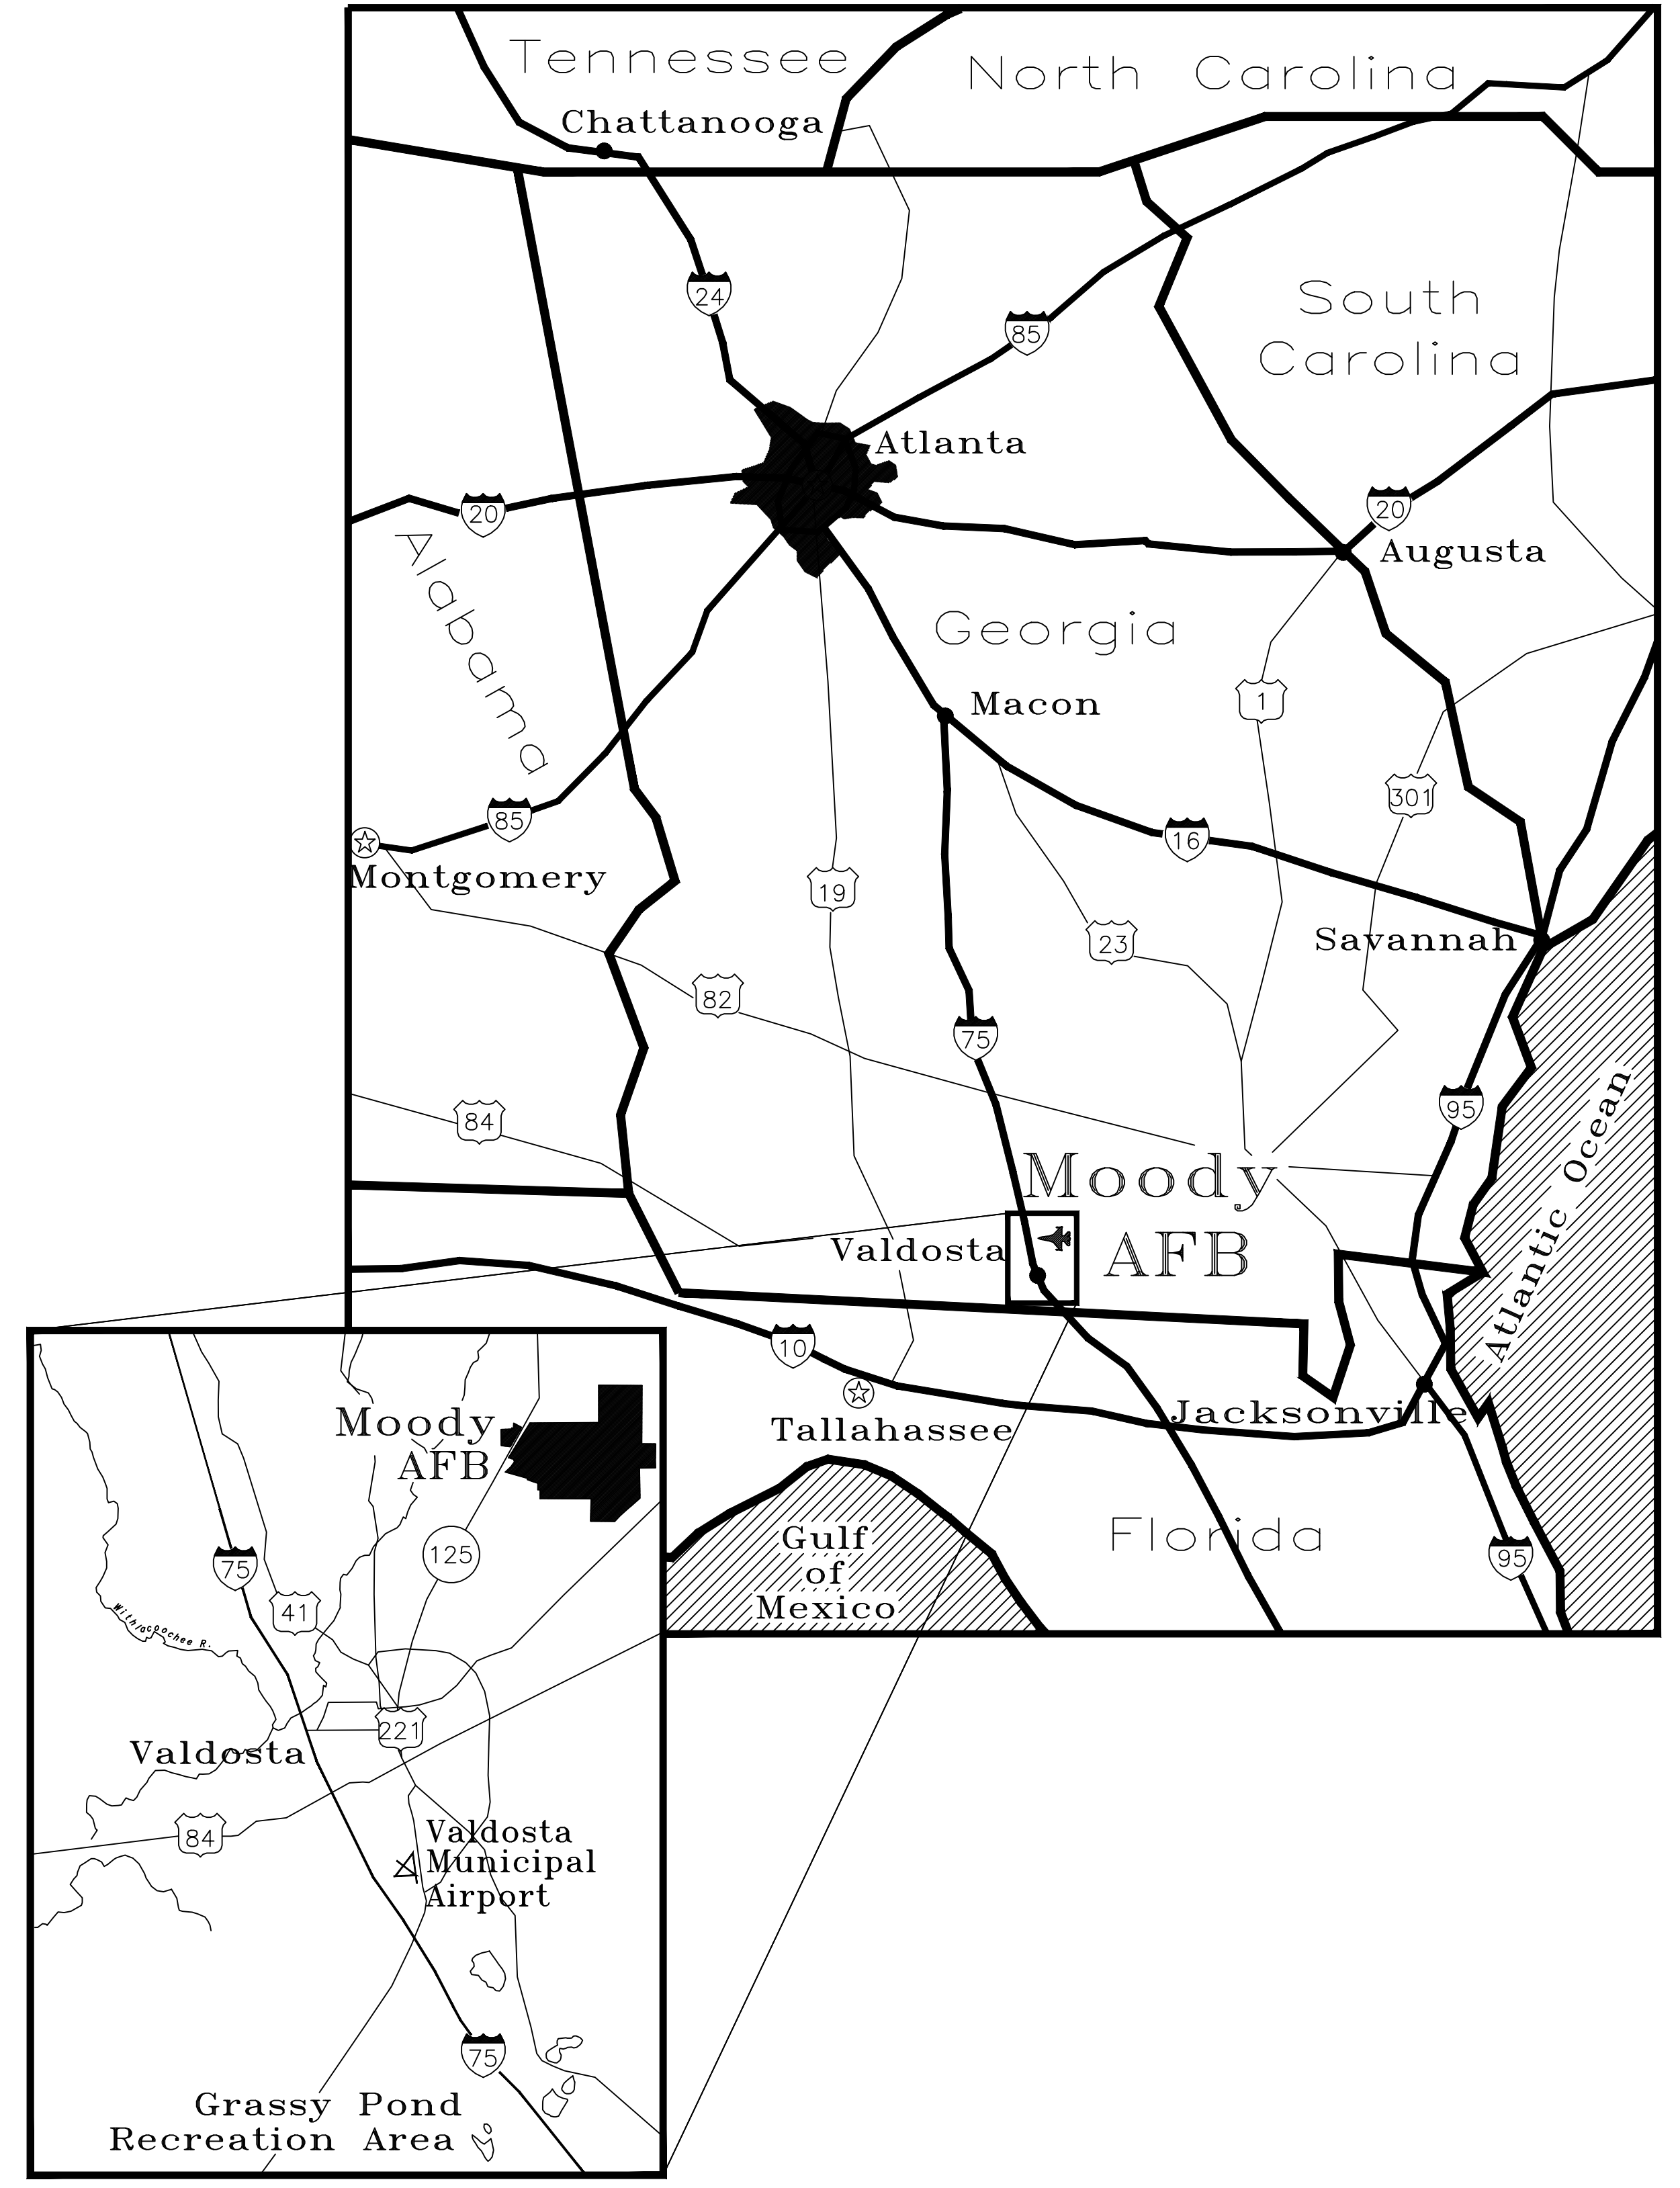 Tennessee
North Carolina
Chattanooga
24
South
Carolina
85
Atlanta
20
20
Augusta
Alabama
Georgia
Macon
1
301
85
16
Montgomery
19
23
Savannah
82
75
95
84
Moody
AFB
Valdosta
Atlantic Ocean
10
Tallahassee
Jacksonville
Gulf
of
Mexico
Florida
95
Moody
AFB
125
75
41
Withlacoochee R.
221
Valdosta
84
Valdosta
Municipal
Airport
75
Grassy Pond
Recreation Area